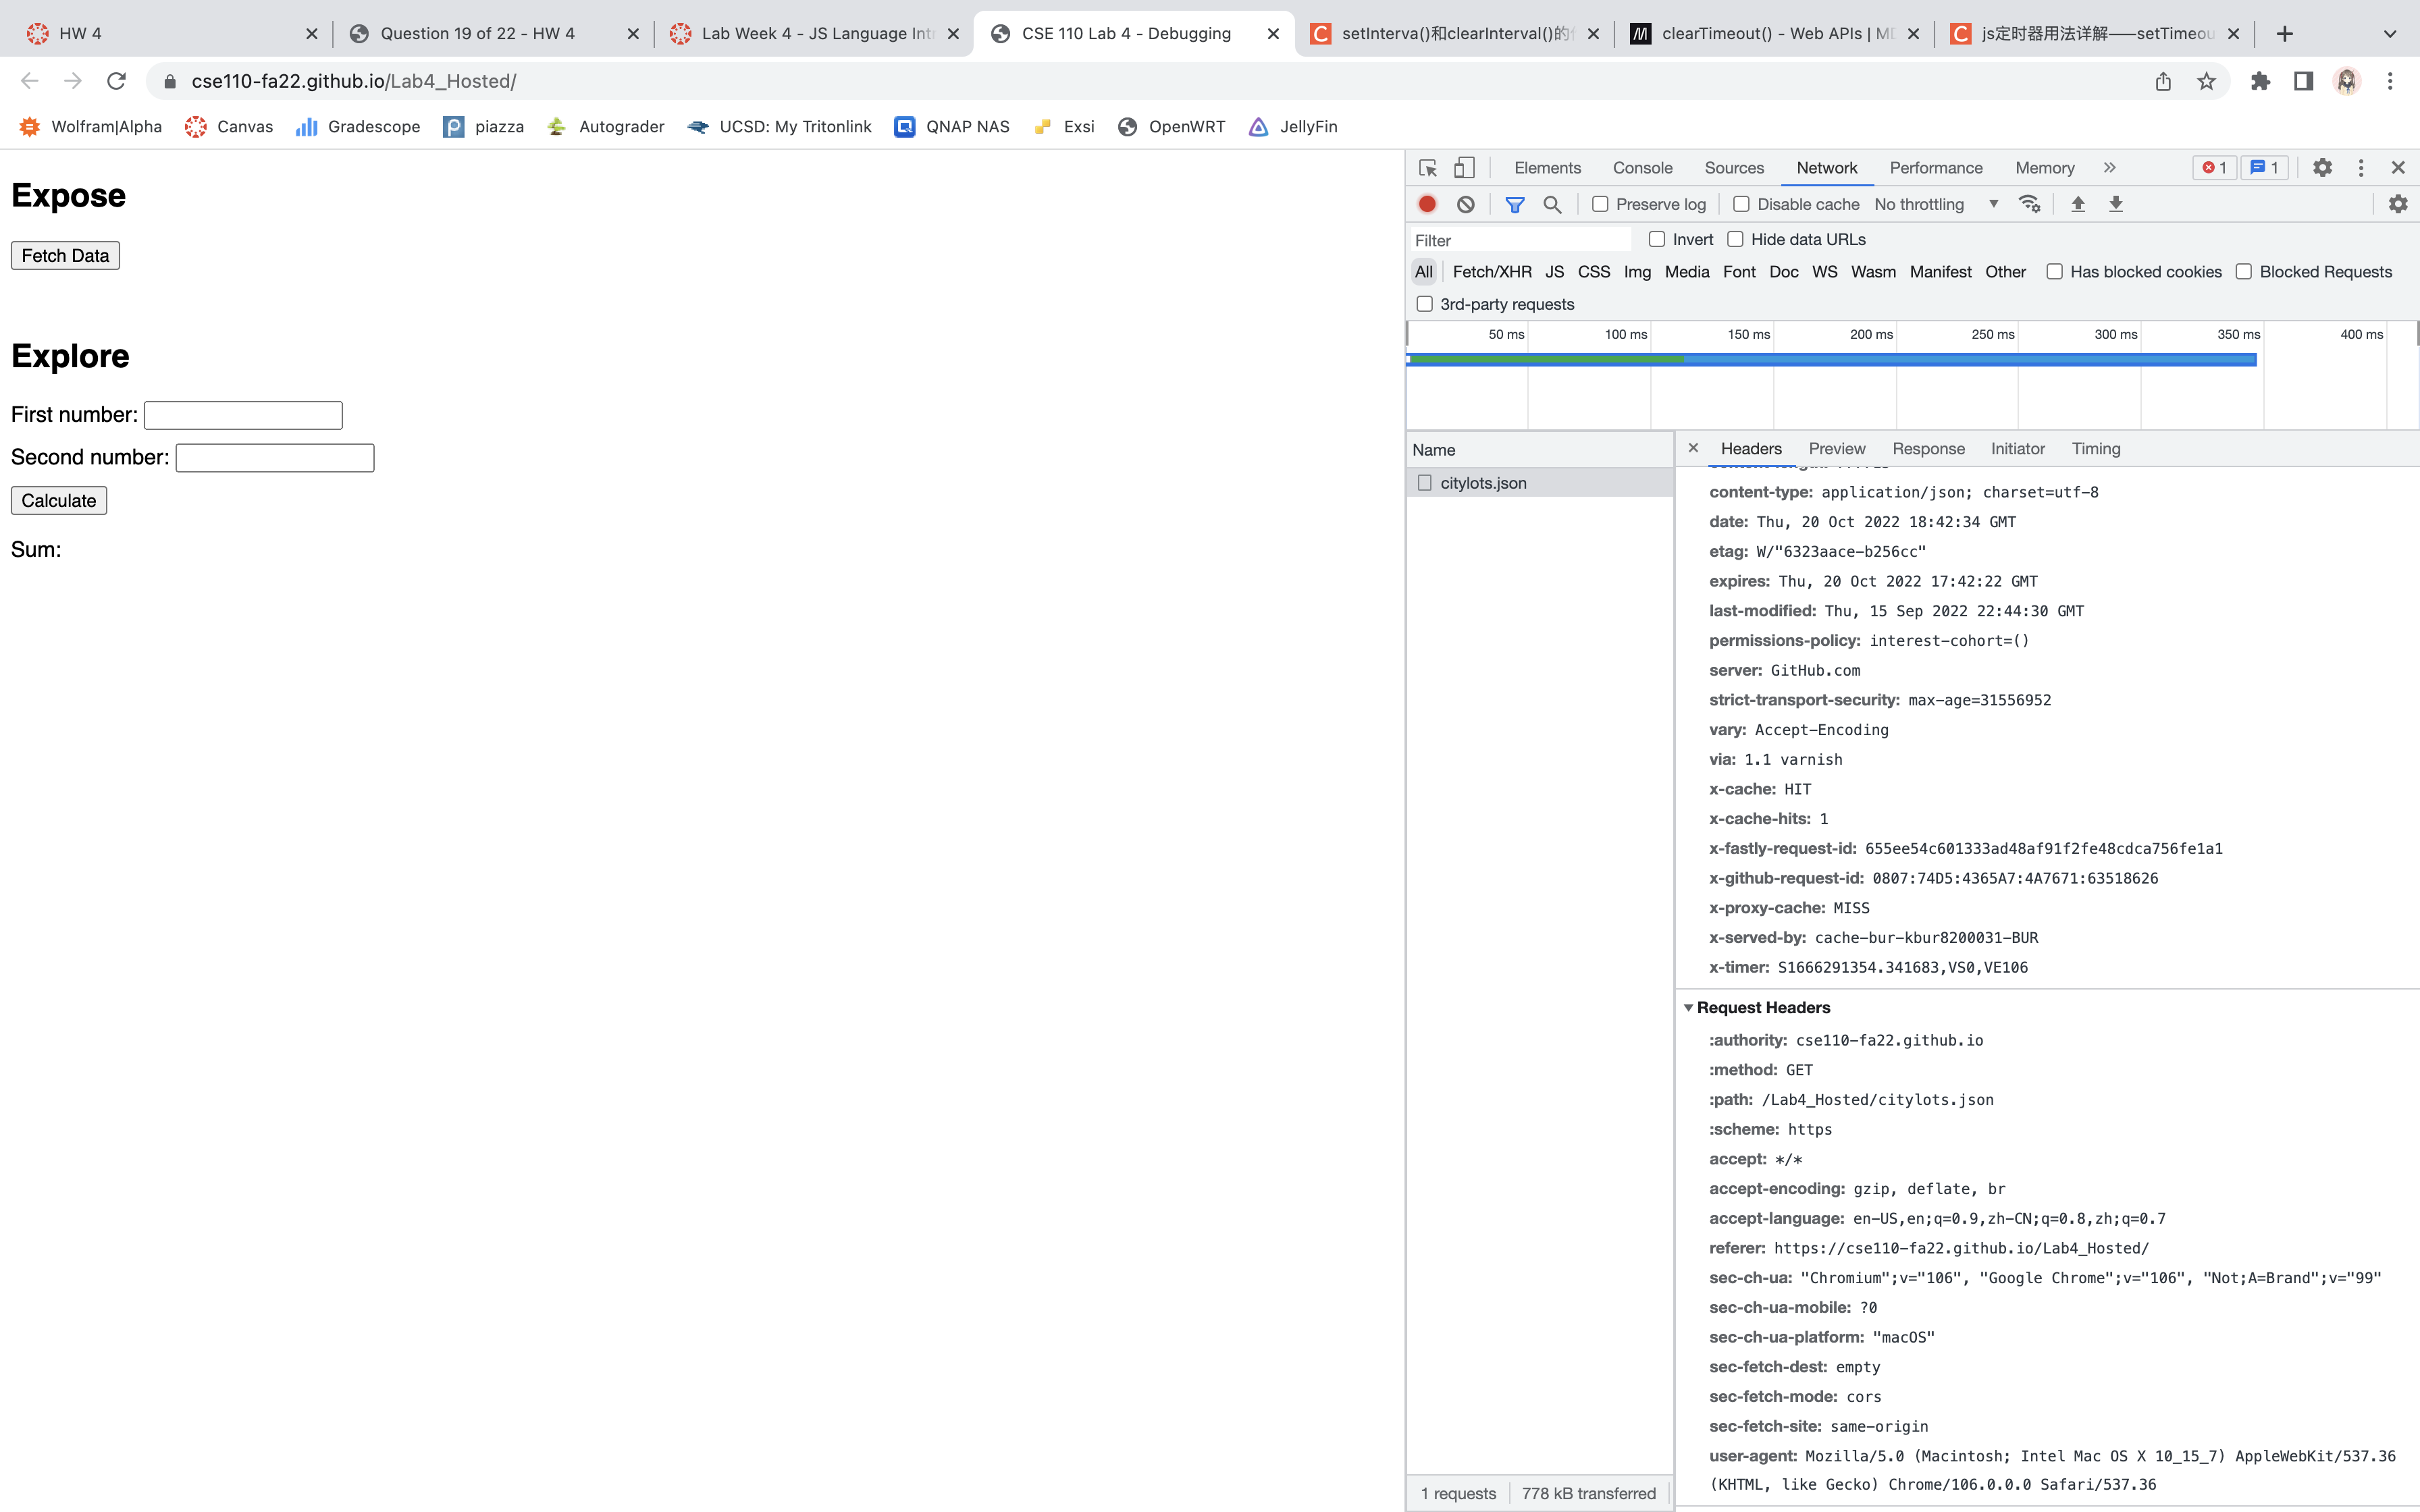 HW 4
Question 19 of 22 - HW 4
Lab Week 4 - JS Language Intr
CSE 110 Lab 4 - Debugging
setInterva()和clearInterval()的
clearTimeout() - Web APIs | MD
js定时器用法详解——setTimeou
cse110-fa22.github.io/Lab4_Hosted/
Wolfram|Alpha
Canvas
Gradescope
piazza
Autograder
UCSD: My Tritonlink
QNAP NAS
Exsi
OpenWRT
JellyFin
Expose
Fetch Data
Explore
First number:
Second number:
Calculate
Sum:
Elements Console Sources Network Performance Memory 1 1
Preserve log Disable cache No throttling
Filter Invert Hide data URLs
All Fetch/XHR JS CSS Img Media Font Doc WS Wasm Manifest Other Has blocked cookies Blocked Requests
3rd-party requests
50 ms 100 ms 150 ms 200 ms 250 ms 300 ms 350 ms 400 ms
Name
citylots.json
1 requests 778 kB transferred
Headers Preview Response Initiator Timing
content-type: application/json; charset=utf-8
date: Thu, 20 Oct 2022 18:42:34 GMT
etag: W/"6323aace-b256cc"
expires: Thu, 20 Oct 2022 17:42:22 GMT
last-modified: Thu, 15 Sep 2022 22:44:30 GMT
permissions-policy: interest-cohort=()
server: GitHub.com
strict-transport-security: max-age=31556952
vary: Accept-Encoding
via: 1.1 varnish
x-cache: HIT
x-cache-hits: 1
x-fastly-request-id: 655ee54c601333ad48af91f2fe48cdca756fe1a1
x-github-request-id: 0807:74D5:4365A7:4A7671:63518626
x-proxy-cache: MISS
x-served-by: cache-bur-kbur8200031-BUR
x-timer: S1666291354.341683,VS0,VE106
Request Headers
:authority: cse110-fa22.github.io
:method: GET
:path: /Lab4_Hosted/citylots.json
:scheme: https
accept: */*
accept-encoding: gzip, deflate, br
accept-language: en-US,en;q=0.9,zh-CN;q=0.8,zh;q=0.7
referer: https://cse110-fa22.github.io/Lab4_Hosted/
sec-ch-ua: "Chromium";v="106", "Google Chrome";v="106", "Not;A=Brand";v="99"
sec-ch-ua-mobile: ?0
sec-ch-ua-platform: "macOS"
sec-fetch-dest: empty
sec-fetch-mode: cors
sec-fetch-site: same-origin
user-agent: Mozilla/5.0 (Macintosh; Intel Mac OS X 10_15_7) AppleWebKit/537.36
(KHTML, like Gecko) Chrome/106.0.0.0 Safari/537.36